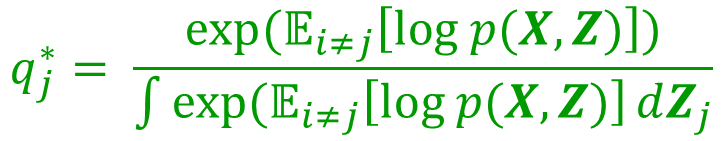 q_j^* = \frac{\exp(\mathbb{E}_{i \neq j}[\log p(\boldsymbol{X}, \boldsymbol{Z})])}{\int \exp(\mathbb{E}_{i \neq j}[\log p(\boldsymbol{X}, \boldsymbol{Z})] \, d\boldsymbol{Z}_j}